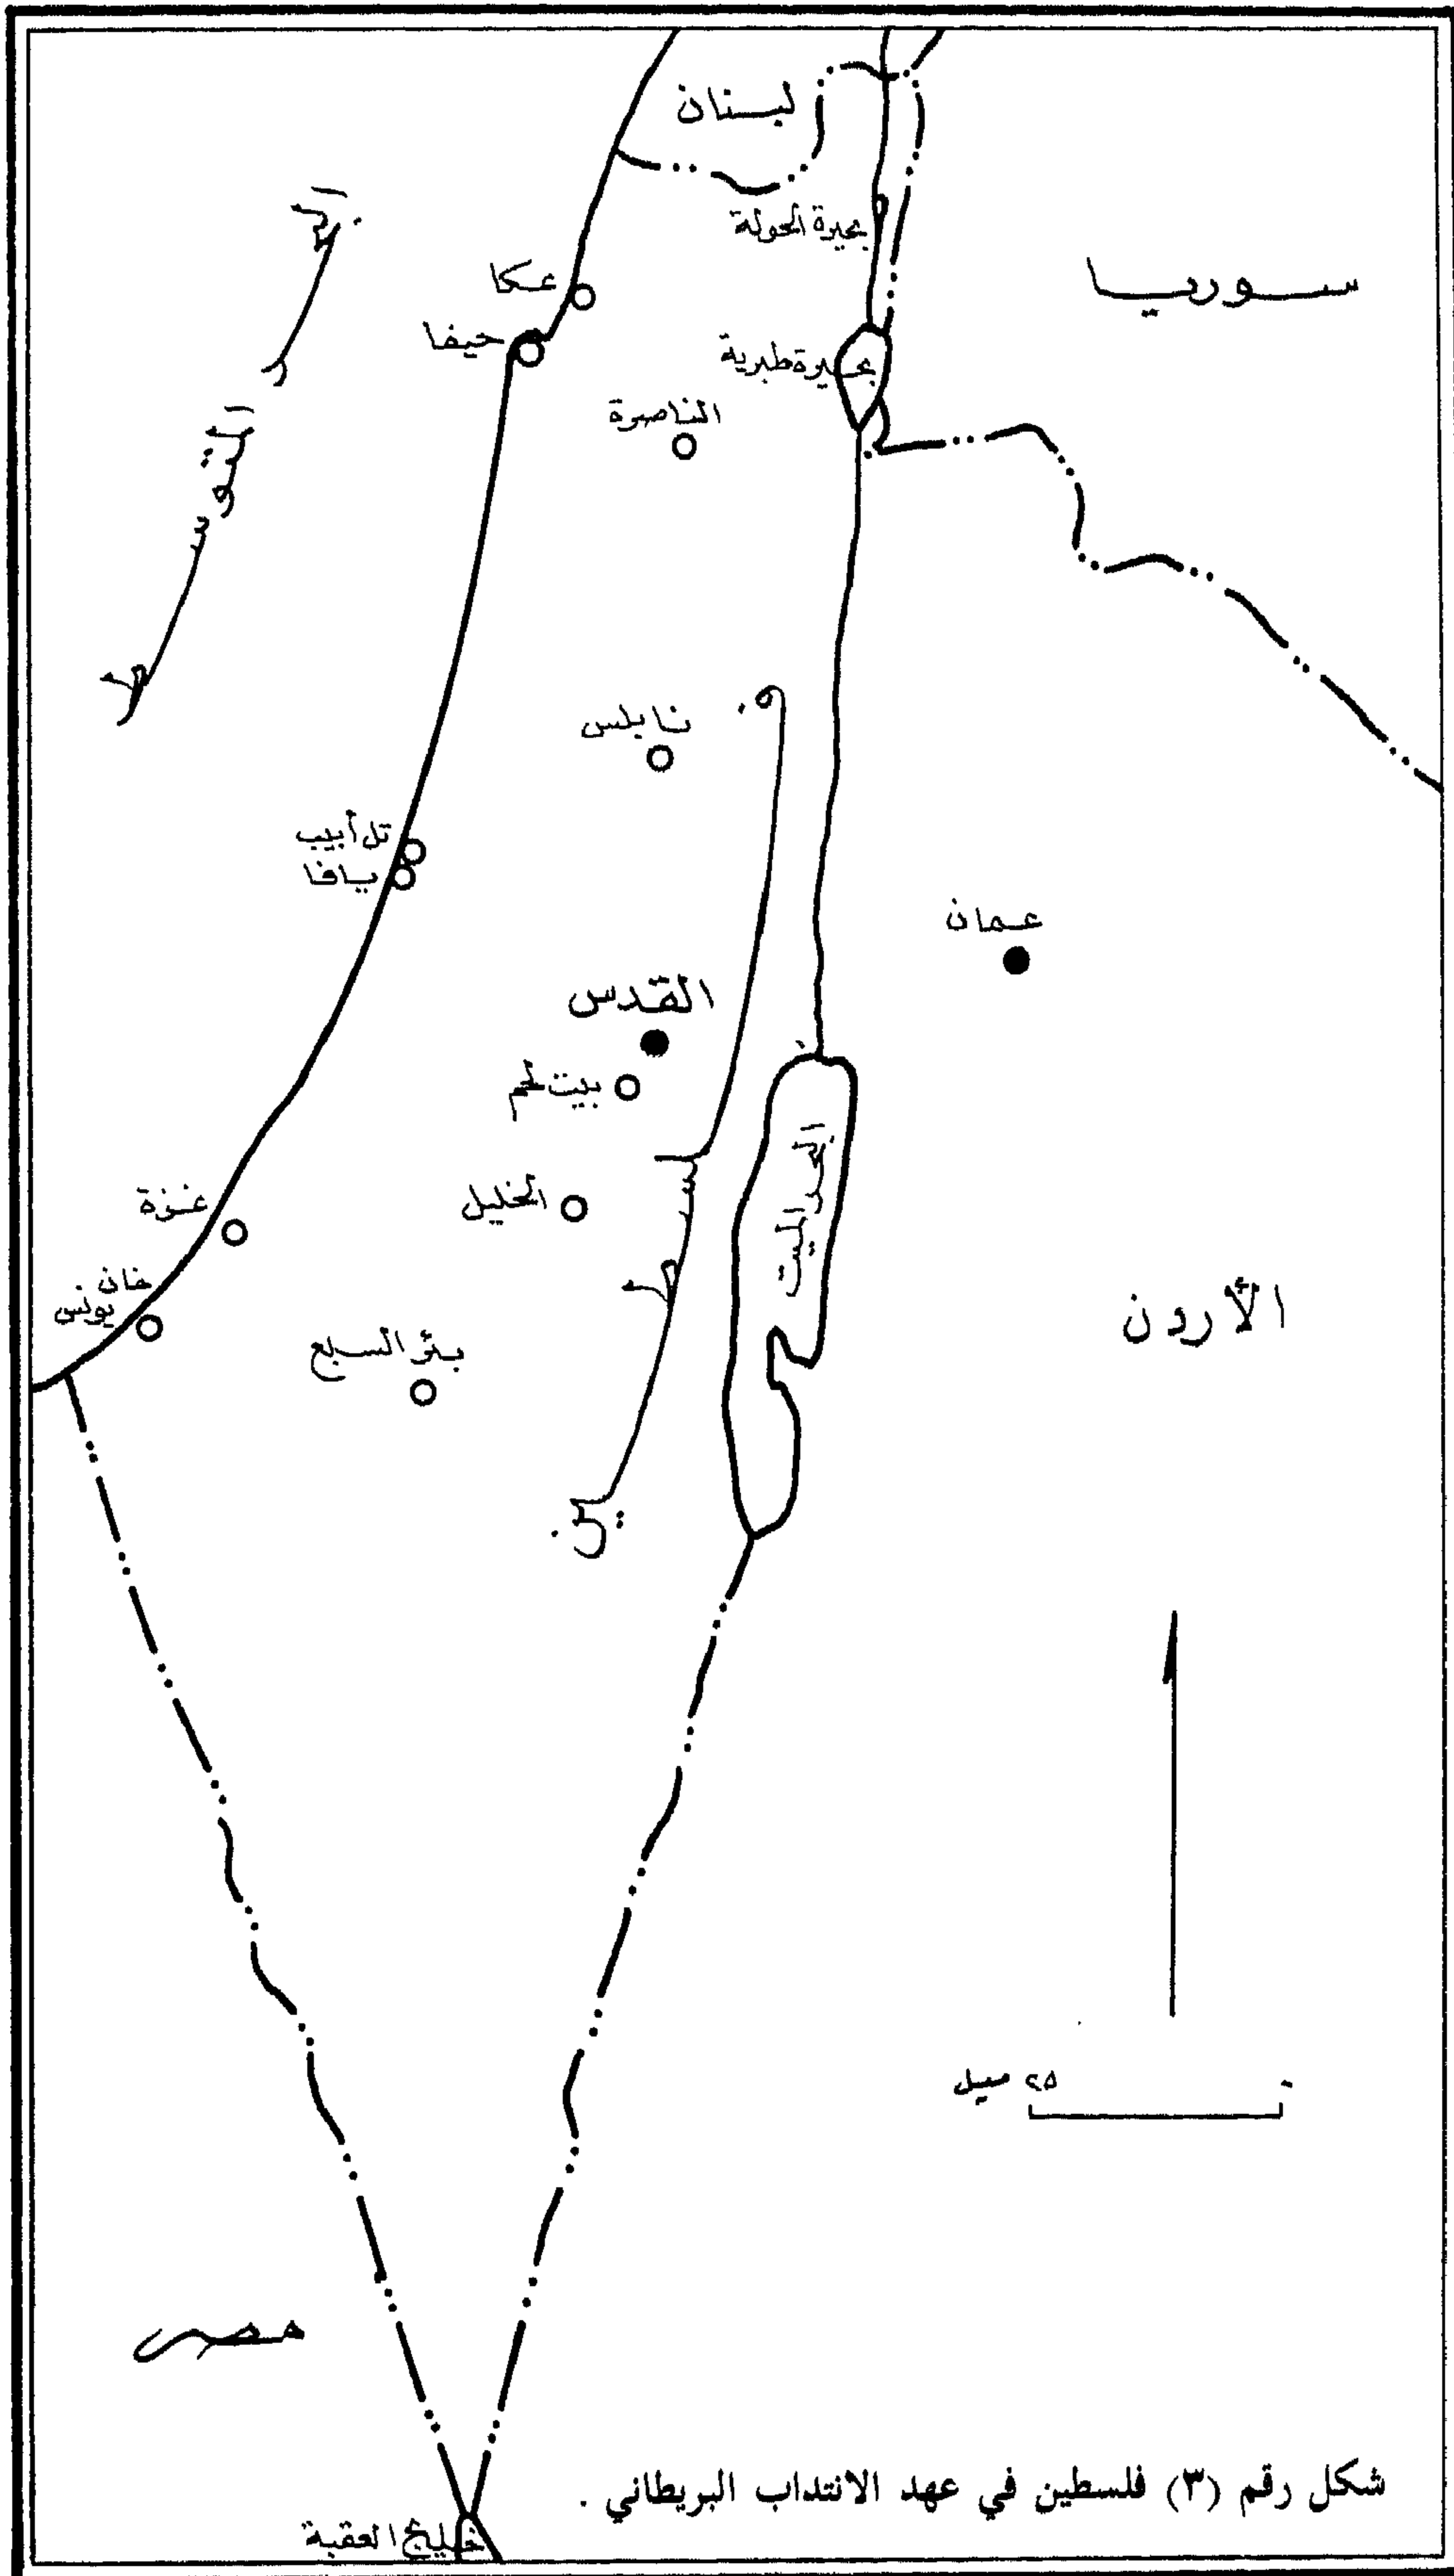 لبنان
بحيرة الحولة
سوريا
عكا
حيفا
بحيرة طبرية
الناصرة
البحر المتوسط
نابلس
تل أبيب
يافا
عمان
القدس
بيت لحم
فلسطين
البحر الميت
الخليل
غزة
خان
يونس
بئر السبع
الأردن
٢٥ ميل
٠
مصر
شكل رقم (٣) فلسطين في عهد الانتداب البريطاني .
خليج العقبة